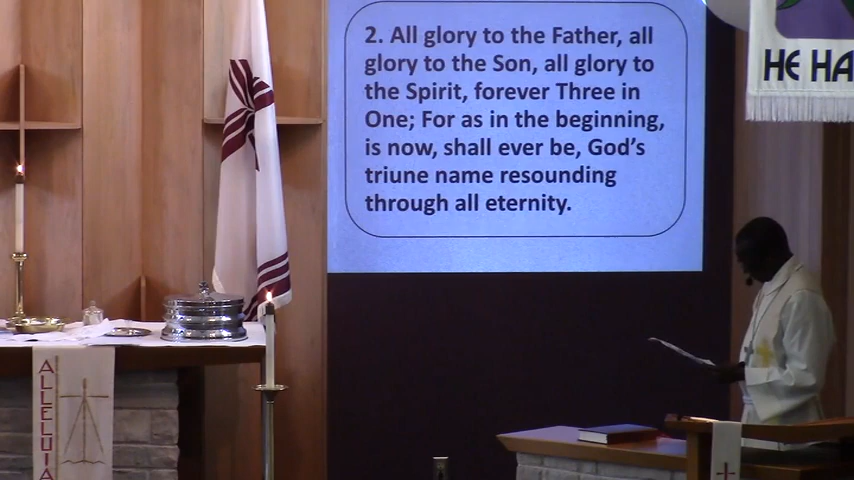 2. All glory to the Father, all
glory to the Son, all glory to
the Spirit, forever Three in
One; For as in the beginning,
is now, shall ever be, God's
triune name resounding
through all eternity.
HE HA
ALLELUIA